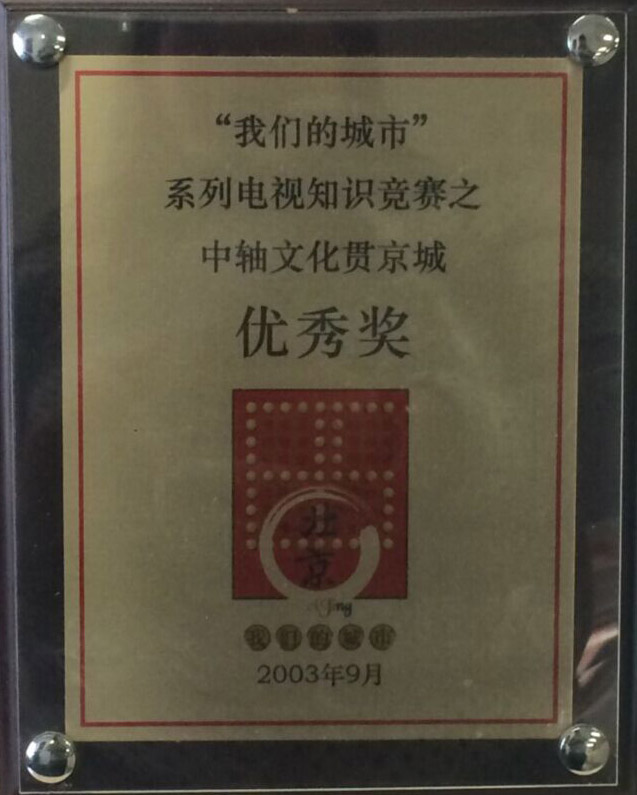 “我们的城市”
系列电视知识竞赛之
中轴文化贯京城
优秀奖
北
京
jing
我们的城市
2003年9月